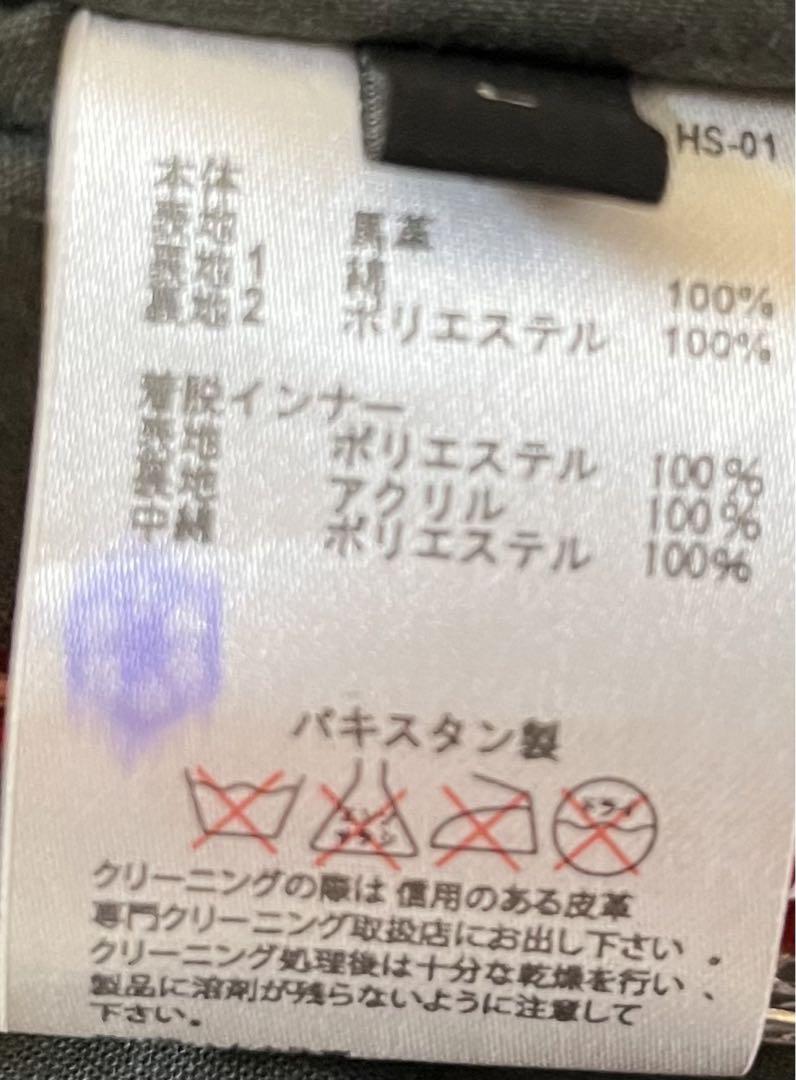 HS-01
本体
表地 馬革
裏地1 綿 100%
裏地2 ポリエステル 100%
着脱インナー
表地 ポリエステル 100%
裏地 アクリル 100%
中綿 ポリエステル 100%
パキスタン製
エンソ サラシ ドライ
クリーニングの際は 信用のある皮革
専門クリーニング取扱店にお出し下さい 。
クリーニング処理後は十分な乾燥を行い 、
製品に溶剤が残らないように注意して
下さい。